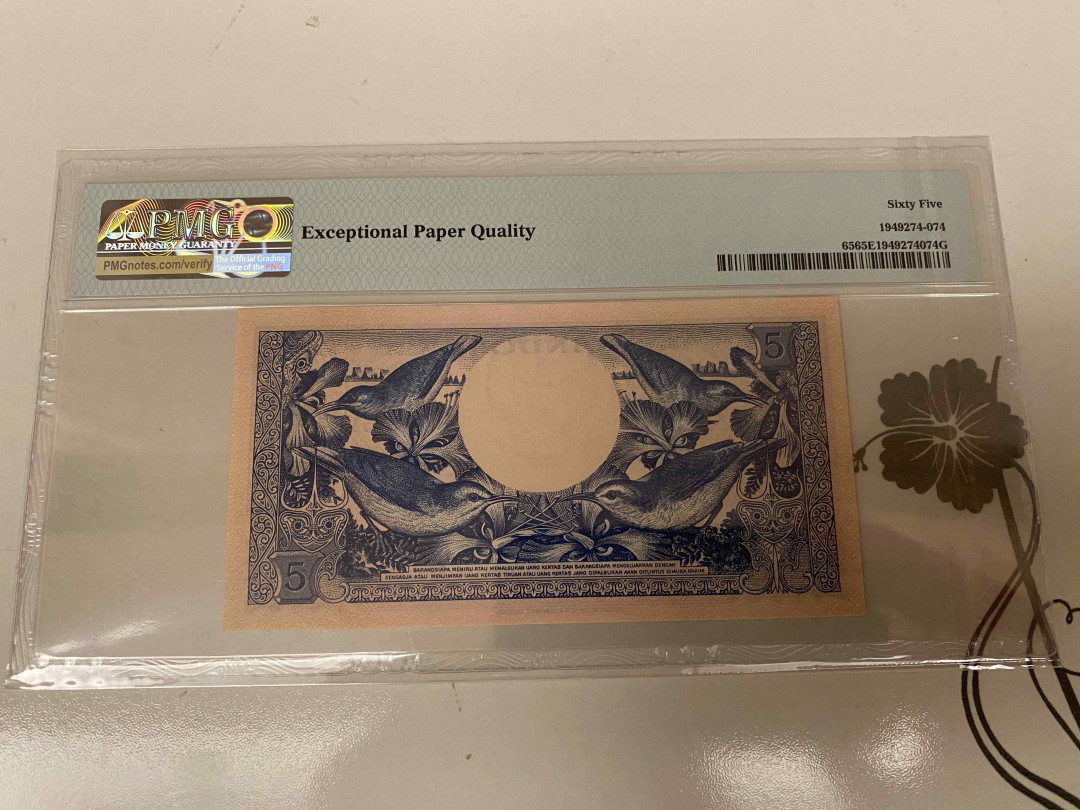 PMG
PAPER MONEY GUARANTY
PMGnotes.com/verify
The Official Grading
Service of the PNG
Exceptional Paper Quality
Sixty Five
1949274-074
6565E1949274074G
5
BARANGSIAPA MENIRU ATAU MEMALSUKAN UANG KERTAS DAN BARANGSIAPA MENGELUARKAN DENGAN
SENGADJA ATAU MENJIMPAN UANG KERTAS TIRUAN ATAU UANG KERTAS JANG DIPALSUKAN AKAN DITUNTUT DIMUKA HAKIM
5